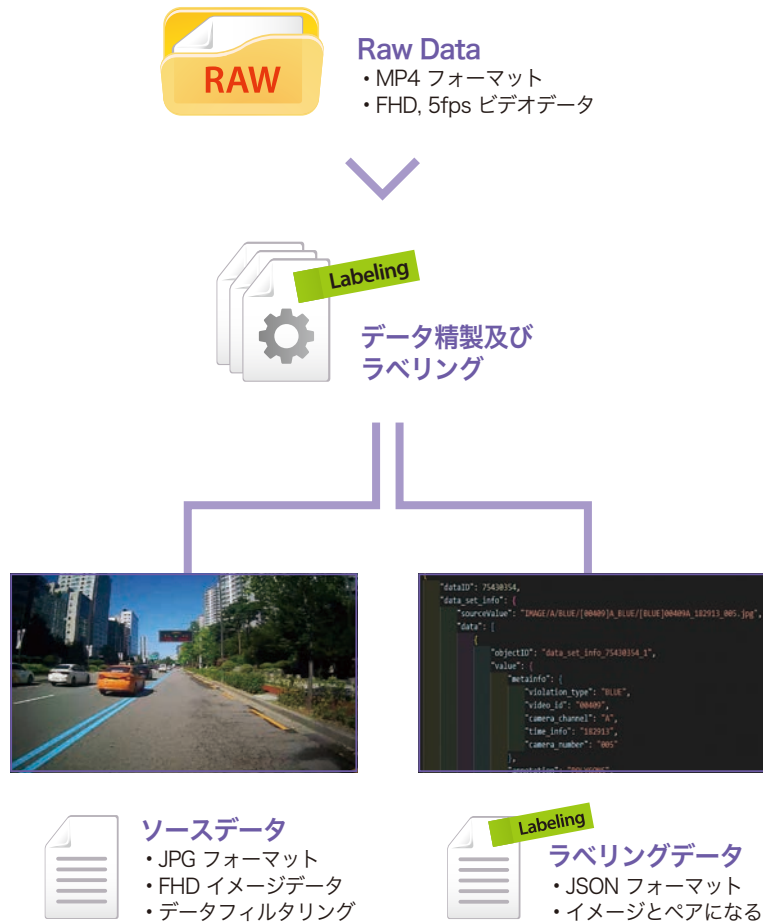 RAW
Raw Data
・MP4 フォーマット
・FHD, 5fps ビデオデータ
Labeling
データ精製及び
ラベリング
"dataID": 75430354,
"data_set_info": {
"sourceValue": "IMAGE/A/BLUE/[00409]A_BLUE/[BLUE]00409A_182913_005.jpg",
"data": [
{
"objectID": "data_set_info_75430354_1",
"value": {
"metainfo": {
"violation_type": "BLUE",
"video_id": "00409",
"camera_channel": "A",
"time_info": "182913",
"camera_number": "005"
},
ソースデータ
・JPG フォーマット
・FHD イメージデータ
・データフィルタリング
Labeling
ラベリングデータ
・JSON フォーマット
・イメージとペアになる